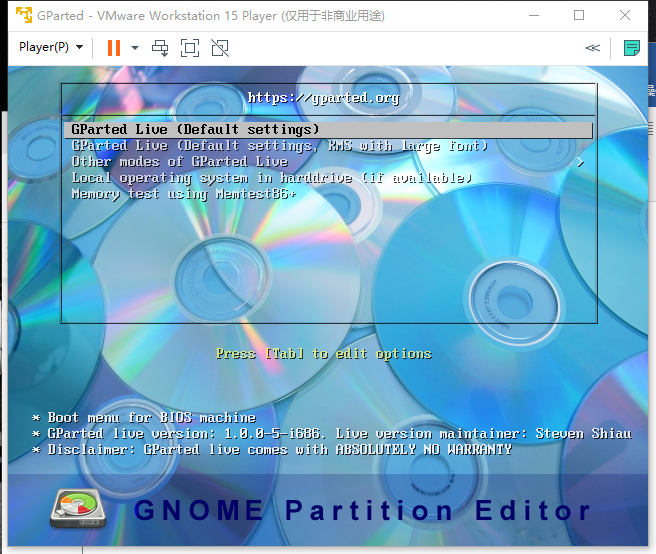 GParted - VMware Workstation 15 Player (仅用于非商业用途)
Player(P)
https://gparted.org
GParted Live (Default settings)
GParted Live (Default settings, KMS with large font)
Other modes of GParted Live >
Local operating system in harddrive (if available)
Memory test using Memtest86+
Press [Tab] to edit options
* Boot menu for BIOS machine
* GParted live version: 1.0.0-5-i686. Live version maintainer: Steven Shiau
* Disclaimer: GParted live comes with ABSOLUTELY NO WARRANTY
GNOME Partition Editor